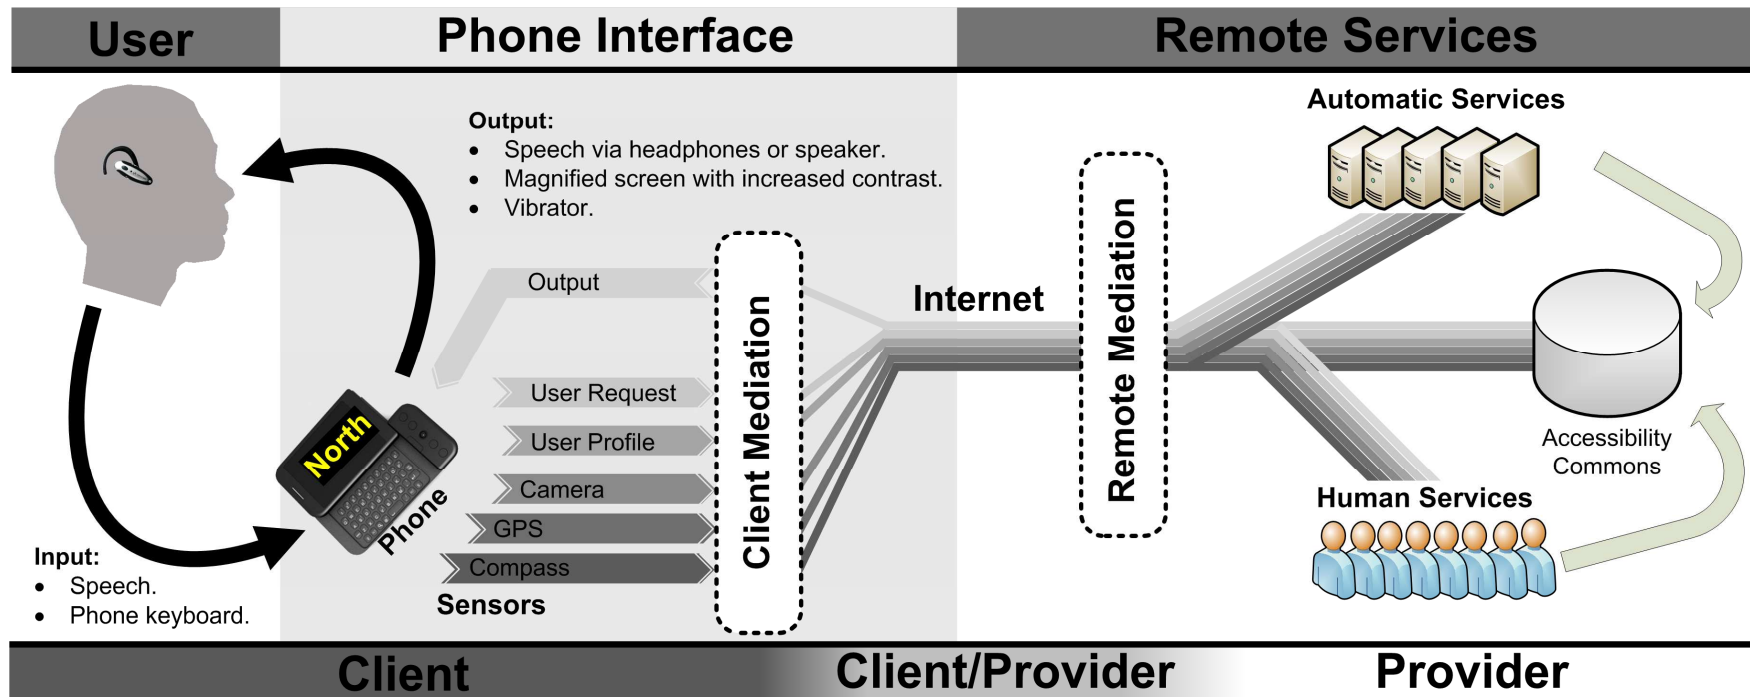 User
Phone Interface
Remote Services
Output:
• Speech via headphones or speaker.
• Magnified screen with increased contrast.
• Vibrator.
Output
User Request
User Profile
Camera
GPS
Compass
Sensors
North
Phone
Input:
• Speech.
• Phone keyboard.
Client Mediation
Internet
Remote Mediation
Automatic Services
Accessibility
Commons
Human Services
Client
Client/Provider
Provider